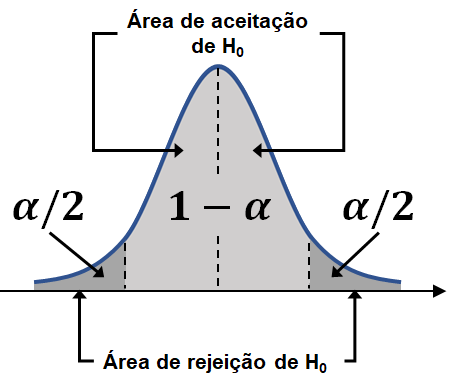 Área de aceitação
de H₀
α/2
1 − α
α/2
Área de rejeição de H₀